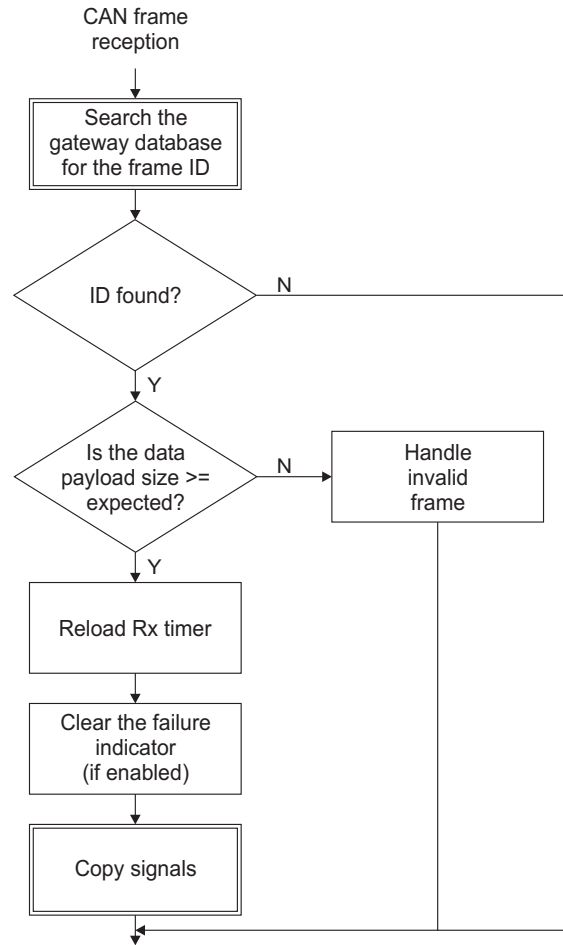 CAN frame
reception
Search the
gateway database
for the frame ID
ID found?
N
Y
Is the data
payload size >=
expected?
N
Handle
invalid
frame
Y
Reload Rx timer
Clear the failure
indicator
(if enabled)
Copy signals